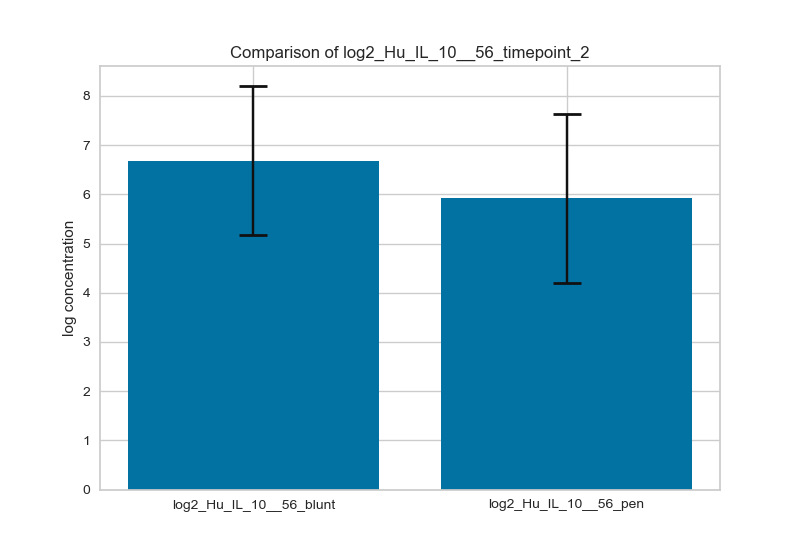 Comparison of log2_Hu_IL_10__56_timepoint_2
log concentration
8
7
6
5
4
3
2
1
0
log2_Hu_IL_10__56_blunt
log2_Hu_IL_10__56_pen